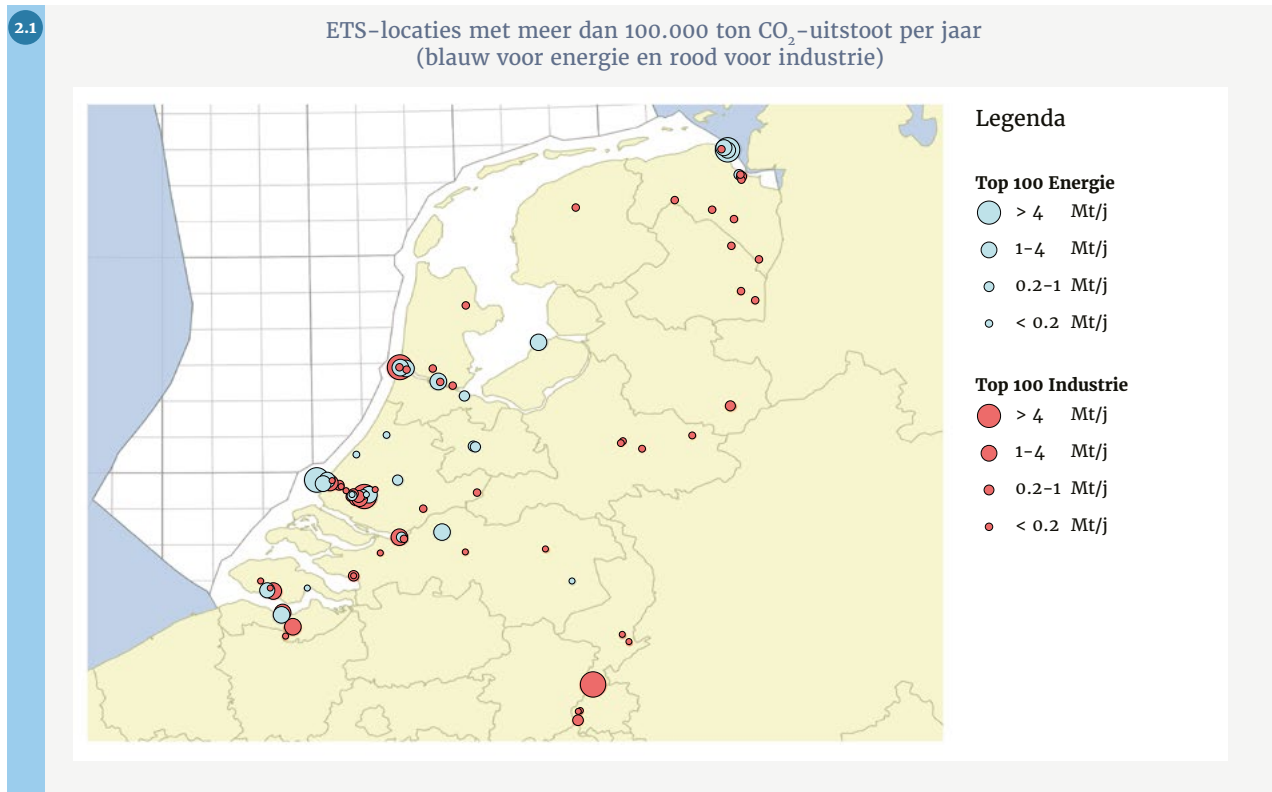 2.1
ETS-locaties met meer dan 100.000 ton CO₂-uitstoot per jaar
(blauw voor energie en rood voor industrie)
Legenda
Top 100 Energie
> 4 Mt/j
1-4 Mt/j
0.2-1 Mt/j
< 0.2 Mt/j
Top 100 Industrie
> 4 Mt/j
1-4 Mt/j
0.2-1 Mt/j
< 0.2 Mt/j